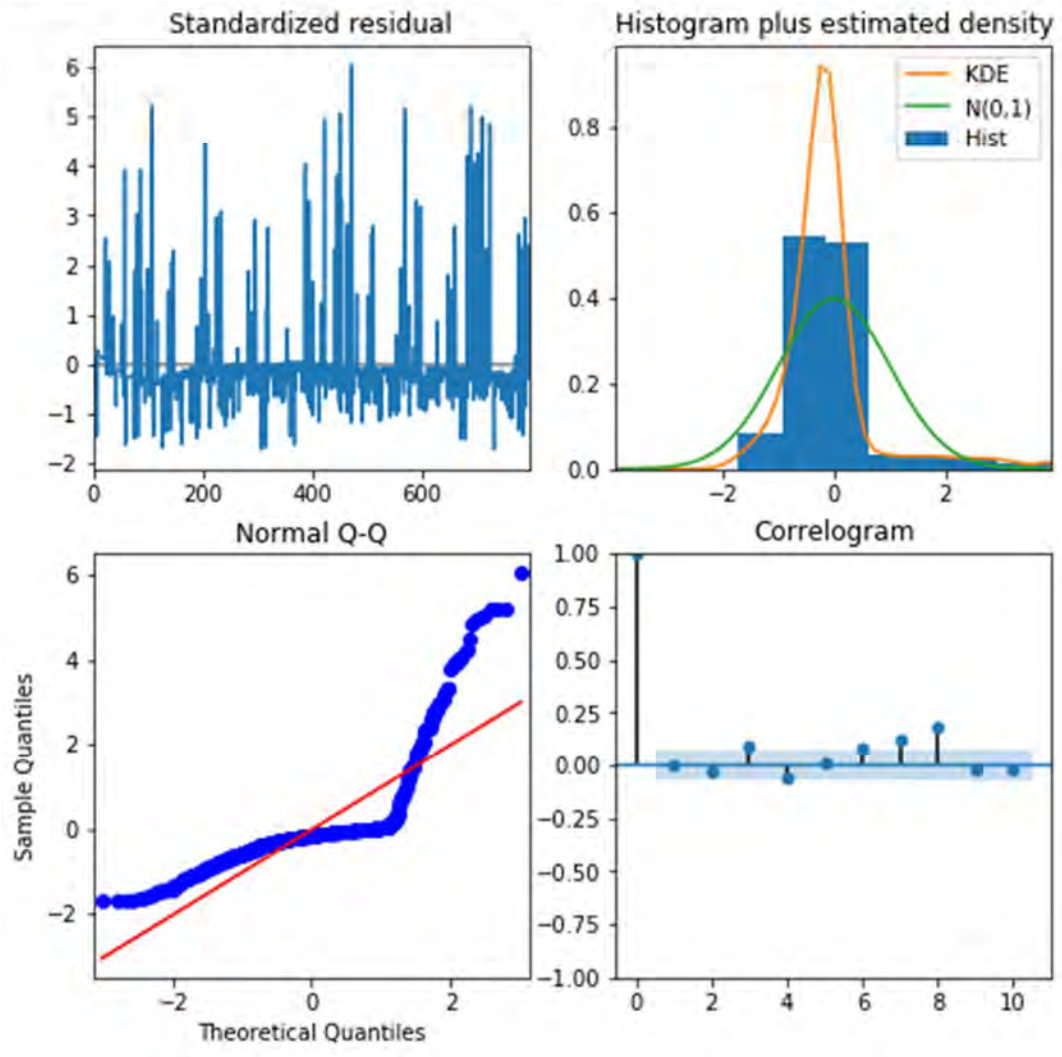 Standardized residual
6
5
4
3
2
1
0
−1
−2
0 200 400 600
Histogram plus estimated density
KDE
N(0,1)
Hist
0.8
0.6
0.4
0.2
0.0
−2 0 2
Normal Q-Q
Sample Quantiles
6
4
2
0
−2
−2 0 2
Theoretical Quantiles
Correlogram
1.00
0.75
0.50
0.25
0.00
−0.25
−0.50
−0.75
−1.00
0 2 4 6 8 10